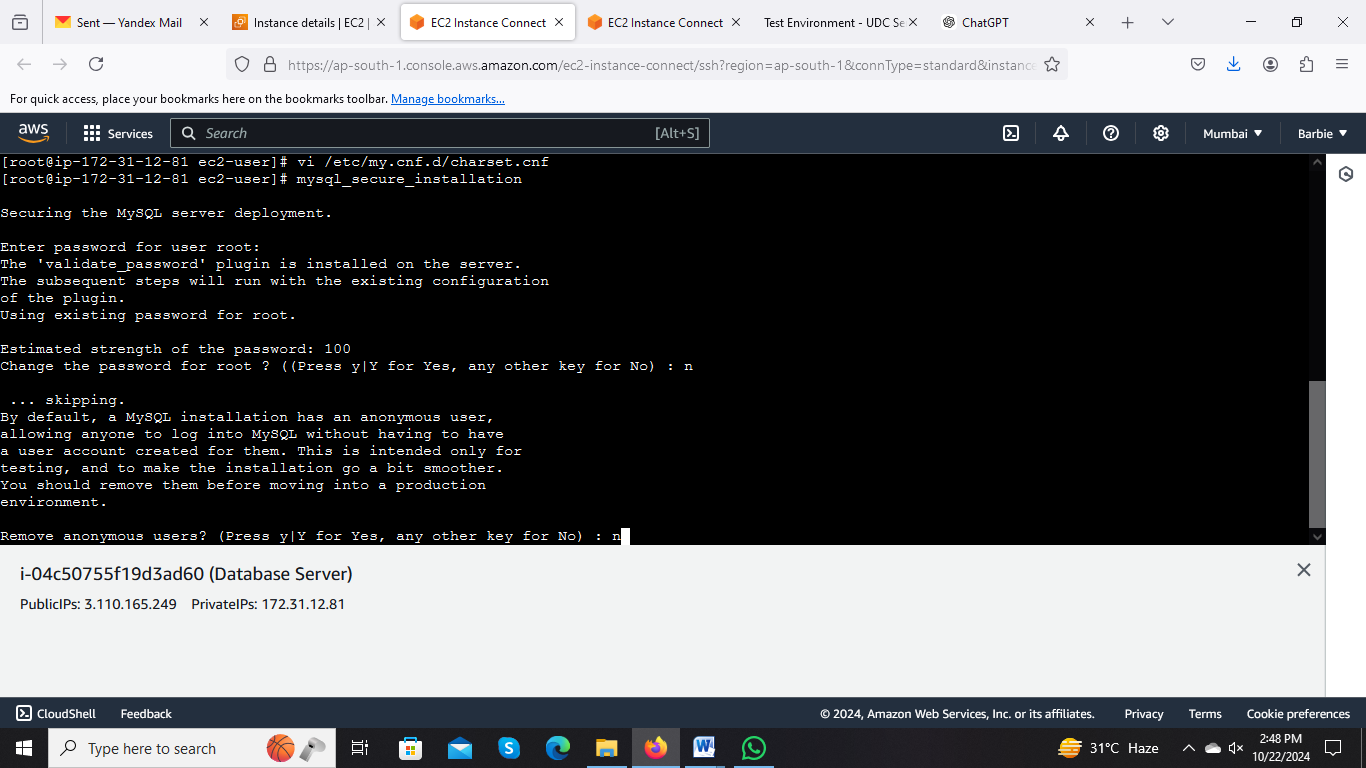 Sent — Yandex Mail
Instance details | EC2 |
EC2 Instance Connect
EC2 Instance Connect
Test Environment - UDC Se
ChatGPT
https://ap-south-1.console.aws.amazon.com/ec2-instance-connect/ssh?region=ap-south-1&connType=standard&instance
For quick access, place your bookmarks here on the bookmarks toolbar. Manage bookmarks...
aws
Services
Search
[Alt+S]
Mumbai
Barbie
[root@ip-172-31-12-81 ec2-user]# vi /etc/my.cnf.d/charset.cnf
[root@ip-172-31-12-81 ec2-user]# mysql_secure_installation
Securing the MySQL server deployment.
Enter password for user root:
The 'validate_password' plugin is installed on the server.
The subsequent steps will run with the existing configuration
of the plugin.
Using existing password for root.
Estimated strength of the password: 100
Change the password for root ? ((Press y|Y for Yes, any other key for No) : n
... skipping.
By default, a MySQL installation has an anonymous user,
allowing anyone to log into MySQL without having to have
a user account created for them. This is intended only for
testing, and to make the installation go a bit smoother.
You should remove them before moving into a production
environment.
Remove anonymous users? (Press y|Y for Yes, any other key for No) : n
i-04c50755f19d3ad60 (Database Server)
PublicIPs: 3.110.165.249 PrivateIPs: 172.31.12.81
CloudShell
Feedback
© 2024, Amazon Web Services, Inc. or its affiliates.
Privacy
Terms
Cookie preferences
Type here to search
31°C Haze
2:48 PM
10/22/2024